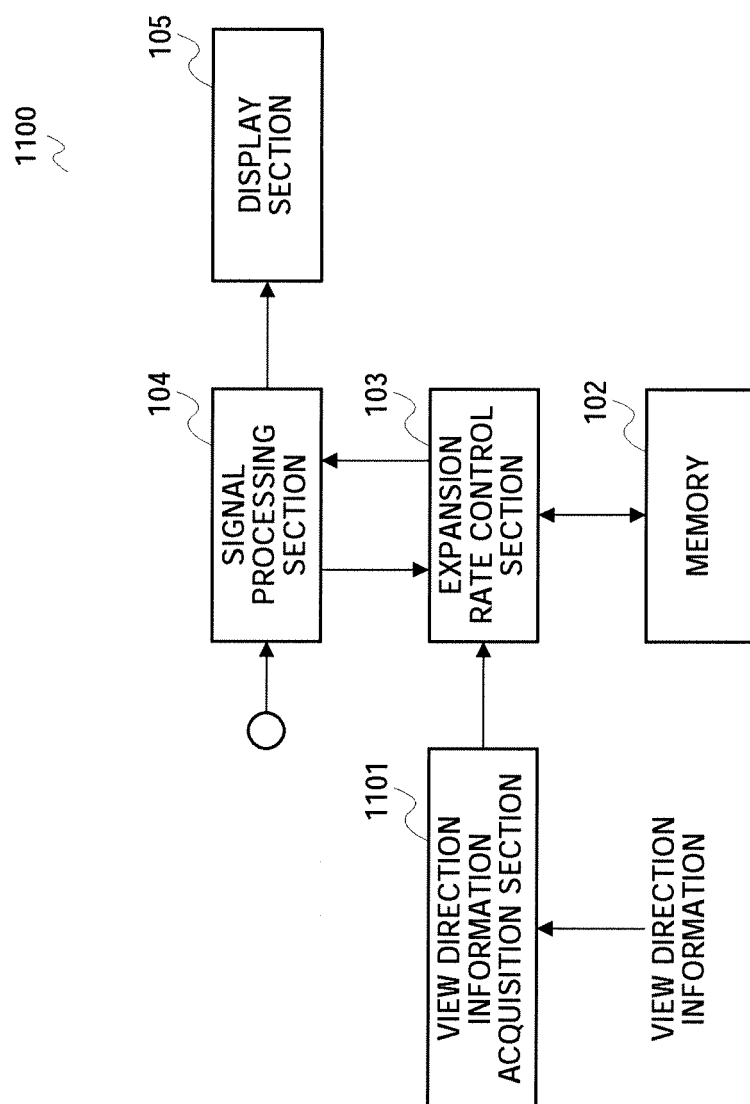 1100
105
DISPLAY
SECTION
104
SIGNAL
PROCESSING
SECTION
103
EXPANSION
RATE CONTROL
SECTION
102
MEMORY
1101
VIEW DIRECTION
INFORMATION
ACQUISITION SECTION
VIEW DIRECTION
INFORMATION